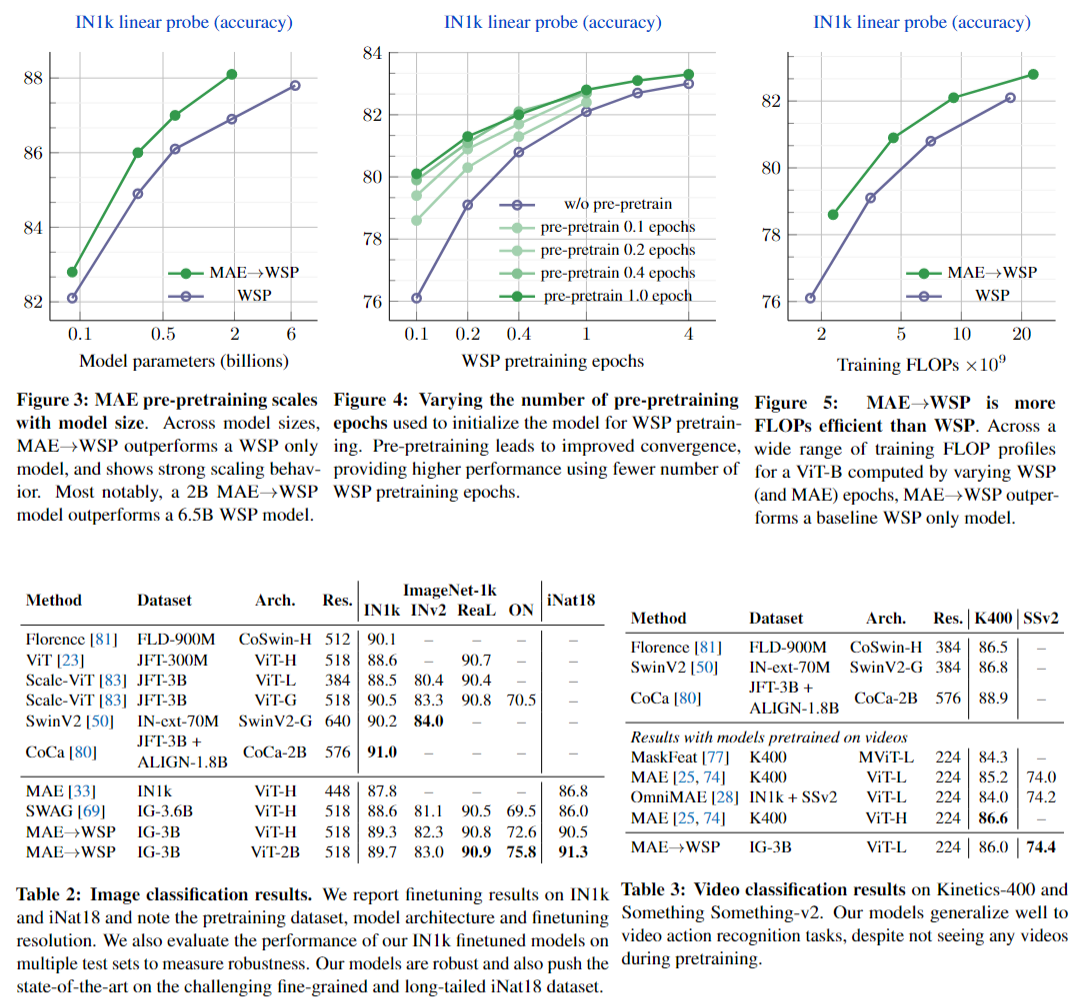 IN1k linear probe (accuracy)
88
86
84
82
MAE→WSP
WSP
0.1 0.5 2 6
Model parameters (billions)
Figure 3: MAE pre-pretraining scales
with model size. Across model sizes,
MAE→WSP outperforms a WSP only
model, and shows strong scaling behav-
ior. Most notably, a 2B MAE→WSP
model outperforms a 6.5B WSP model.
IN1k linear probe (accuracy)
84
82
80
78
76
w/o pre-pretrain
pre-pretrain 0.1 epochs
pre-pretrain 0.2 epochs
pre-pretrain 0.4 epochs
pre-pretrain 1.0 epoch
0.1 0.2 0.4 1 4
WSP pretraining epochs
Figure 4: Varying the number of pre-pretraining
epochs used to initialize the model for WSP pretrain-
ing. Pre-pretraining leads to improved convergence,
providing higher performance using fewer number of
WSP pretraining epochs.
IN1k linear probe (accuracy)
82
80
78
76
MAE→WSP
WSP
2 5 10 20
Training FLOPs ×10⁹
Figure 5: MAE→WSP is more
FLOPs efficient than WSP. Across a
wide range of training FLOP profiles
for a ViT-B computed by varying WSP
(and MAE) epochs, MAE→WSP outper-
forms a baseline WSP only model.
Method Dataset Arch. Res. ImageNet-1k iNat18
IN1k INv2 ReaL ON
Florence [81] FLD-900M CoSwin-H 512 90.1 – – – –
ViT [23] JFT-300M ViT-H 518 88.6 – 90.7 – –
Scale-ViT [83] JFT-3B ViT-L 384 88.5 80.4 90.4 – –
Scale-ViT [83] JFT-3B ViT-G 518 90.5 83.3 90.8 70.5 –
SwinV2 [50] IN-ext-70M SwinV2-G 640 90.2 84.0 – – –
CoCa [80] JFT-3B + ALIGN-1.8B CoCa-2B 576 91.0 – – – –
MAE [33] IN1k ViT-H 448 87.8 – – – 86.8
SWAG [69] IG-3.6B ViT-H 518 88.6 81.1 90.5 69.5 86.0
MAE→WSP IG-3B ViT-H 518 89.3 82.3 90.8 72.6 90.5
MAE→WSP IG-3B ViT-2B 518 89.7 83.0 90.9 75.8 91.3
Table 2: Image classification results. We report finetuning results on IN1k
and iNat18 and note the pretraining dataset, model architecture and finetuning
resolution. We also evaluate the performance of our IN1k finetuned models on
multiple test sets to measure robustness. Our models are robust and also push the
state-of-the-art on the challenging fine-grained and long-tailed iNat18 dataset.
Method Dataset Arch. Res. K400 SSv2
Florence [81] FLD-900M CoSwin-H 384 86.5 –
SwinV2 [50] IN-ext-70M SwinV2-G 384 86.8 –
CoCa [80] JFT-3B + ALIGN-1.8B CoCa-2B 576 88.9 –
Results with models pretrained on videos
MaskFeat [77] K400 MViT-L 224 84.3 –
MAE [25, 74] K400 ViT-L 224 85.2 74.0
OmniMAE [28] IN1k + SSv2 ViT-L 224 84.0 74.2
MAE [25, 74] K400 ViT-H 224 86.6 –
MAE→WSP IG-3B ViT-L 224 86.0 74.4
Table 3: Video classification results on Kinetics-400 and
Something Something-v2. Our models generalize well to
video action recognition tasks, despite not seeing any videos
during pretraining.